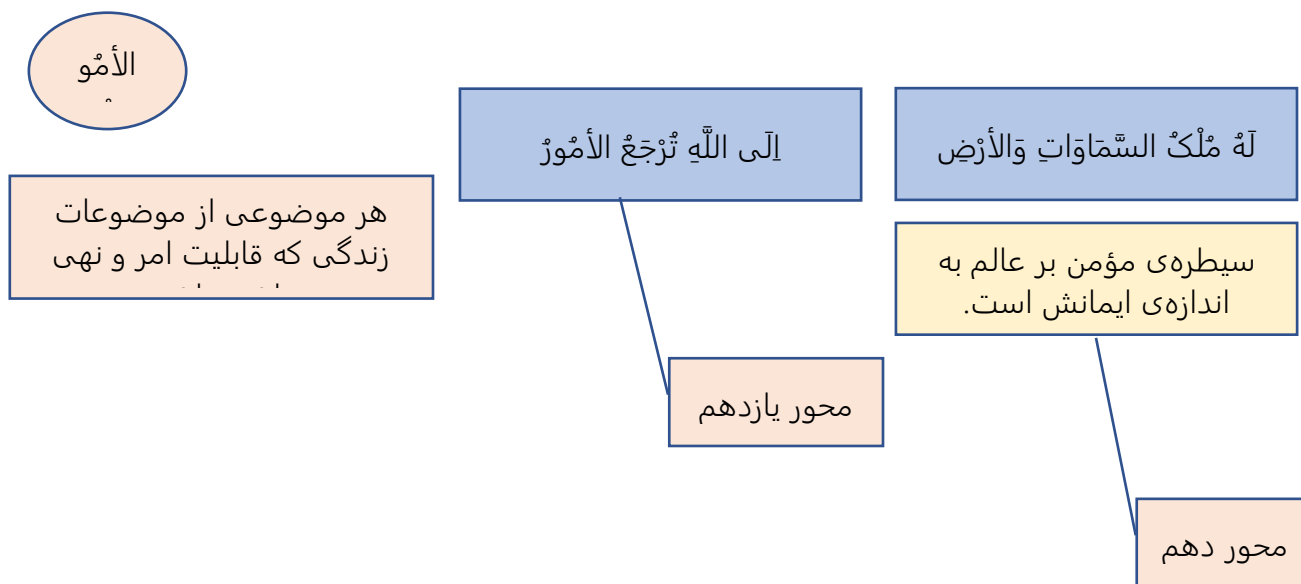 لَهُ مُلْکُ السَّمَاوَاتِ وَالأرْضِ
سیطره‌ی مؤمن بر عالم به
اندازه‌ی ایمانش است.
محور دهم
اِلَی اللَّهِ تُرْجَعُ الأمُورُ
محور یازدهم
الأمُو
هر موضوعی از موضوعات
زندگی که قابلیت امر و نهی